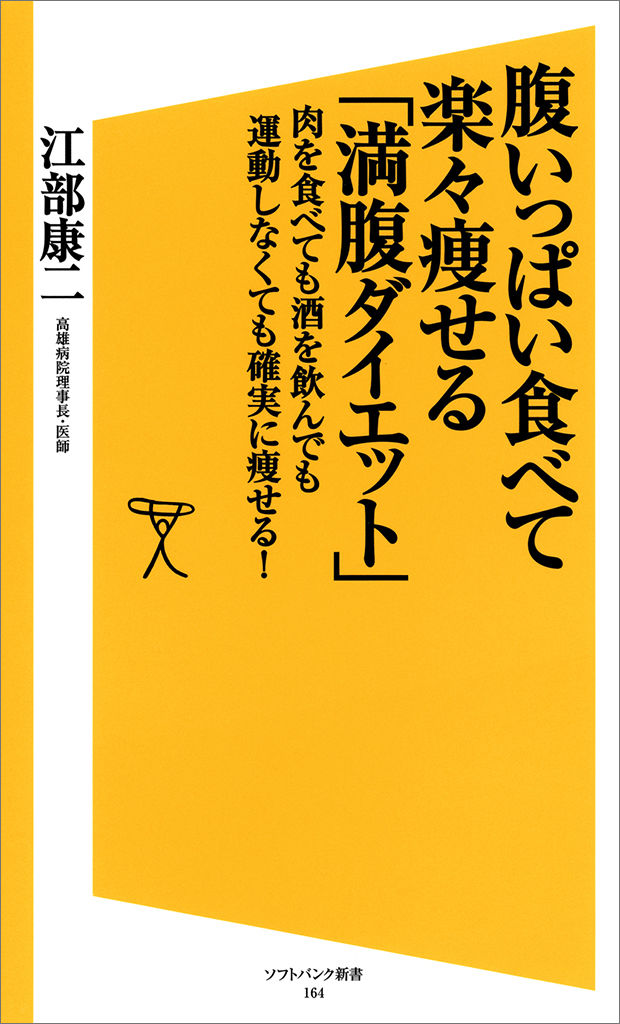 腹いっぱい食べて
楽々痩せる
「満腹ダイエット」
肉を食べても酒を飲んでも
運動しなくても確実に痩せる！
江部康二
高雄病院理事長・医師
ソフトバンク新書
164